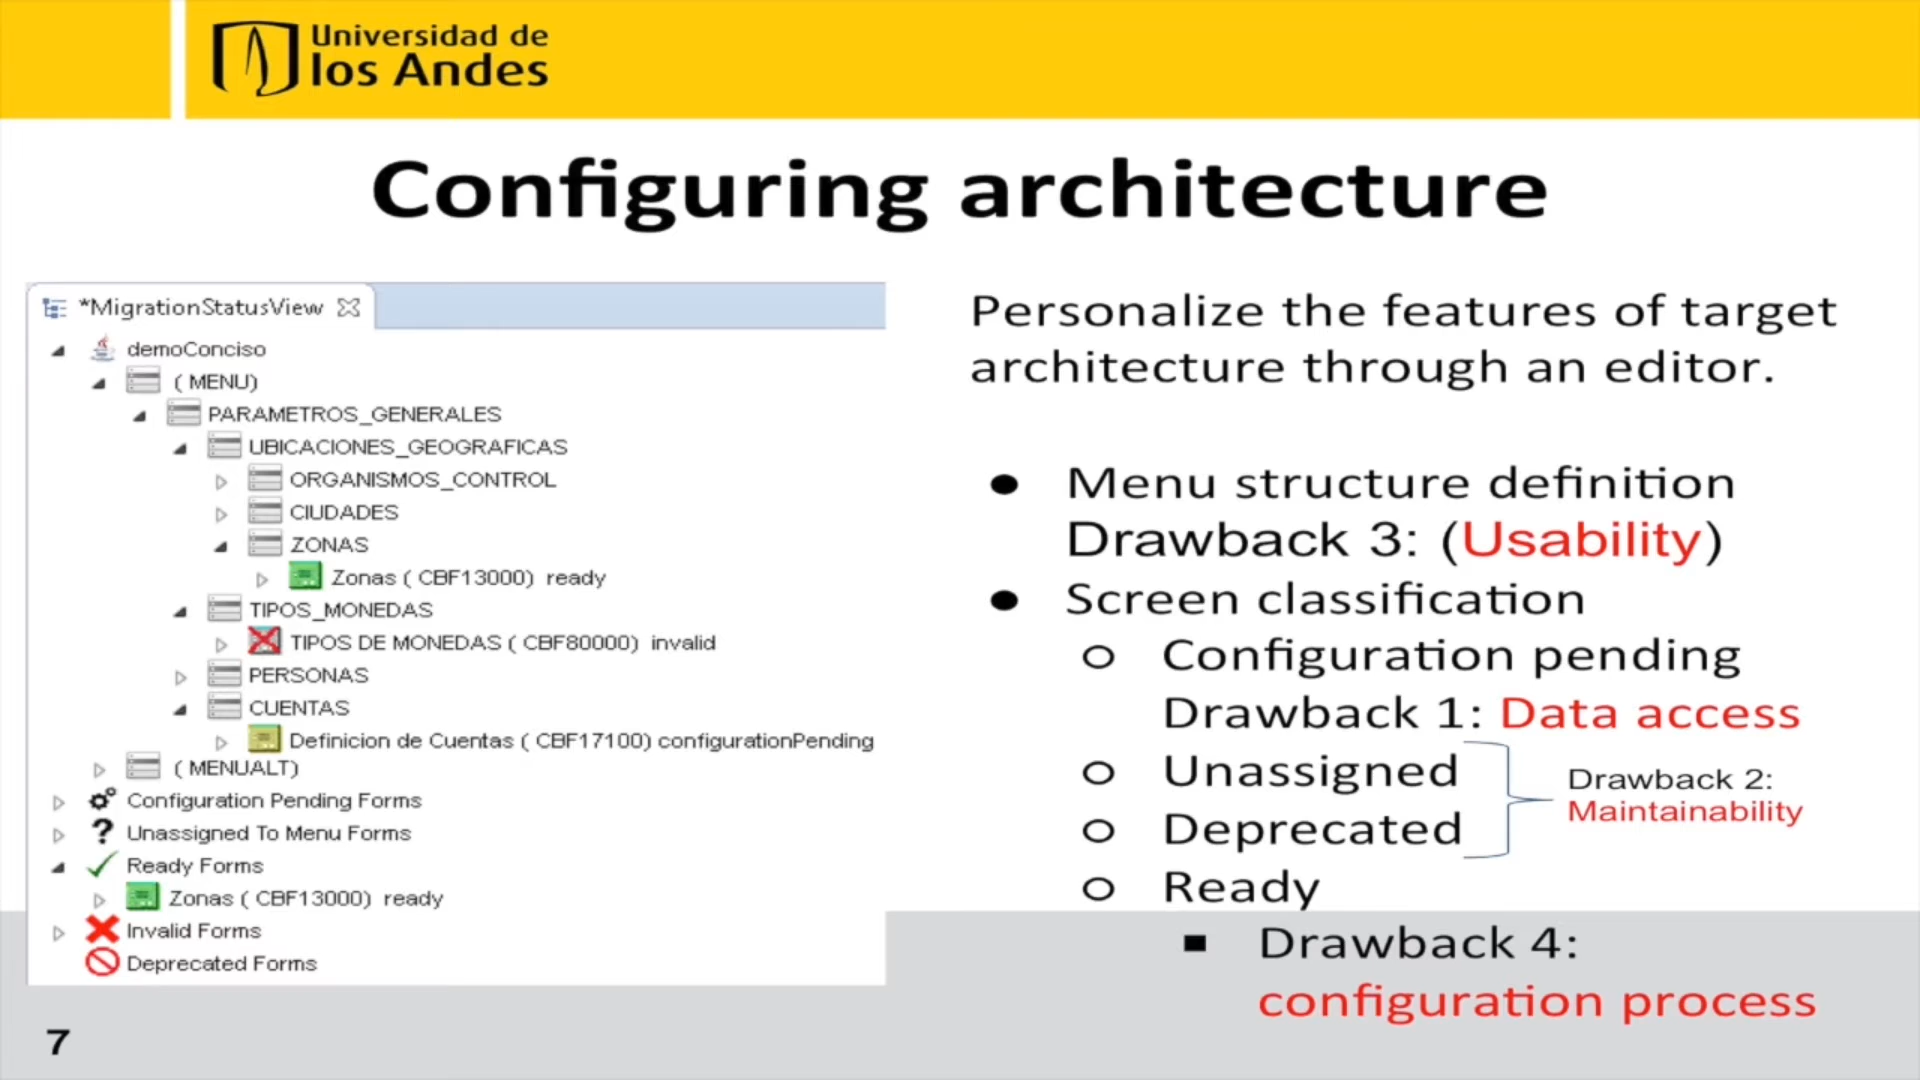 Universidad de
los Andes
Configuring architecture
*MigrationStatusView
demoConciso
( MENU)
PARAMETROS_GENERALES
UBICACIONES_GEOGRAFICAS
ORGANISMOS_CONTROL
CIUDADES
ZONAS
Zonas ( CBF13000) ready
TIPOS_MONEDAS
TIPOS DE MONEDAS ( CBF80000) invalid
PERSONAS
CUENTAS
Definicion de Cuentas ( CBF17100) configurationPending
( MENUALT)
Configuration Pending Forms
? Unassigned To Menu Forms
Ready Forms
Zonas ( CBF13000) ready
Invalid Forms
Deprecated Forms
Personalize the features of target
architecture through an editor.
● Menu structure definition
Drawback 3: (Usability)
● Screen classification
○ Configuration pending
Drawback 1: Data access
○ Unassigned
○ Deprecated
Drawback 2:
Maintainability
○ Ready
■ Drawback 4:
configuration process
7